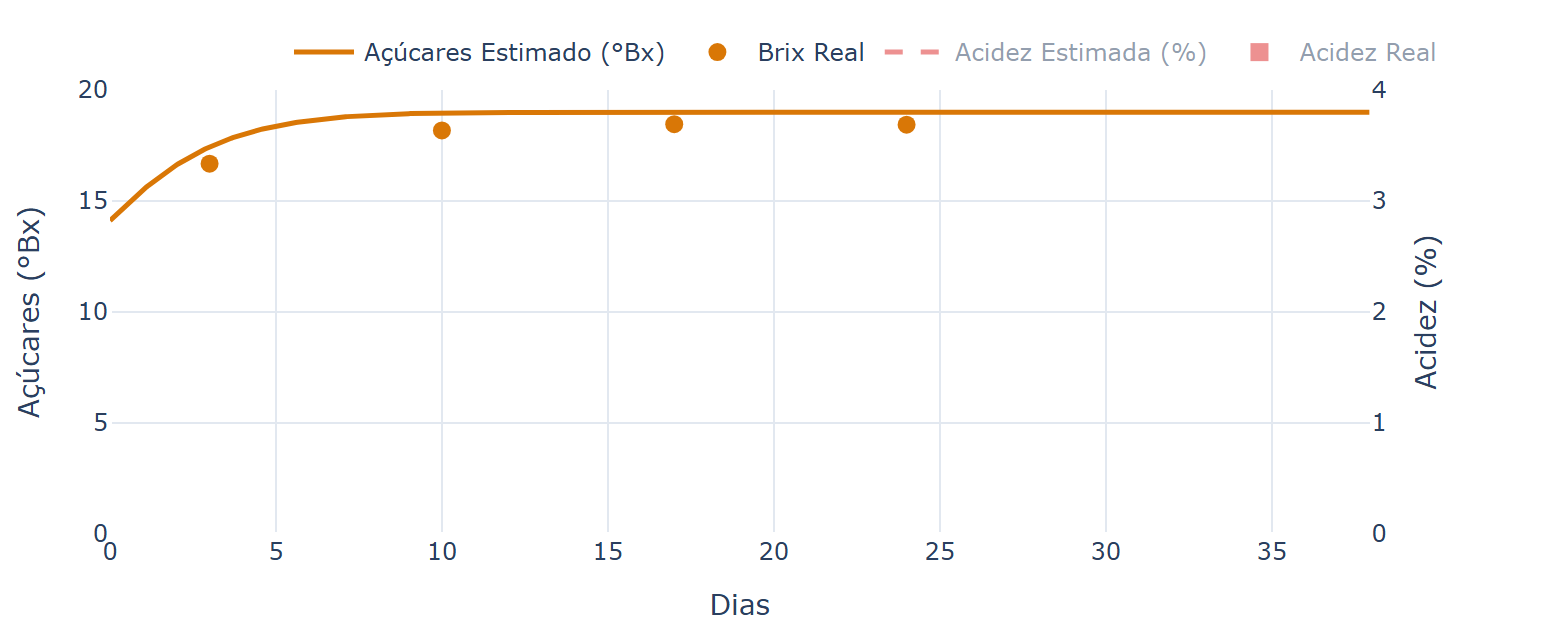 Açúcares Estimado (°Bx) Brix Real Acidez Estimada (%) Acidez Real
20
15
10
5
0
4
3
2
1
0
Açúcares (°Bx)
Acidez (%)
0 5 10 15 20 25 30 35
Dias